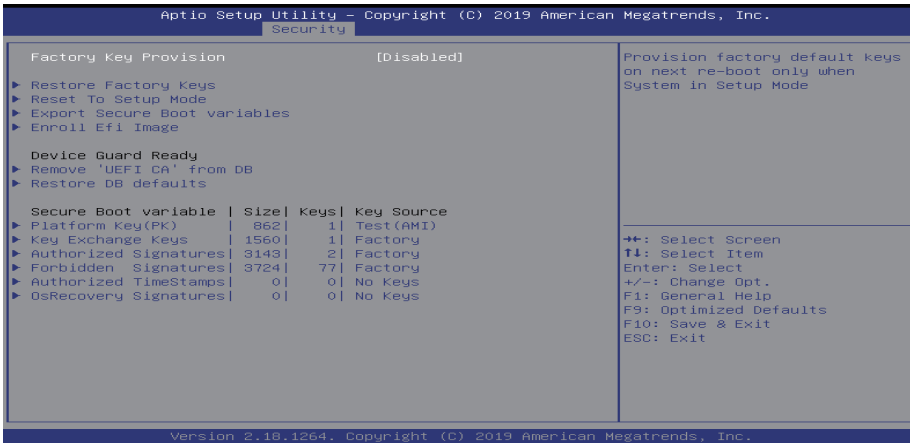 Aptio Setup Utility – Copyright (C) 2019 American Megatrends, Inc.
Security
Factory Key Provision [Disabled]
▶ Restore Factory Keys
▶ Reset To Setup Mode
▶ Export Secure Boot variables
▶ Enroll Efi Image
Device Guard Ready
▶ Remove 'UEFI CA' from DB
▶ Restore DB defaults
Secure Boot variable | Size| Keys| Key Source
▶ Platform Key(PK) | 862| 1| Test(AMI)
▶ Key Exchange Keys | 1560| 1| Factory
▶ Authorized Signatures| 3143| 2| Factory
▶ Forbidden Signatures| 3724| 77| Factory
▶ Authorized TimeStamps| 0| 0| No Keys
▶ OsRecovery Signatures| 0| 0| No Keys
Provision factory default keys
on next re-boot only when
System in Setup Mode
→←: Select Screen
↑↓: Select Item
Enter: Select
+/-: Change Opt.
F1: General Help
F9: Optimized Defaults
F10: Save & Exit
ESC: Exit
Version 2.18.1264. Copyright (C) 2019 American Megatrends, Inc.